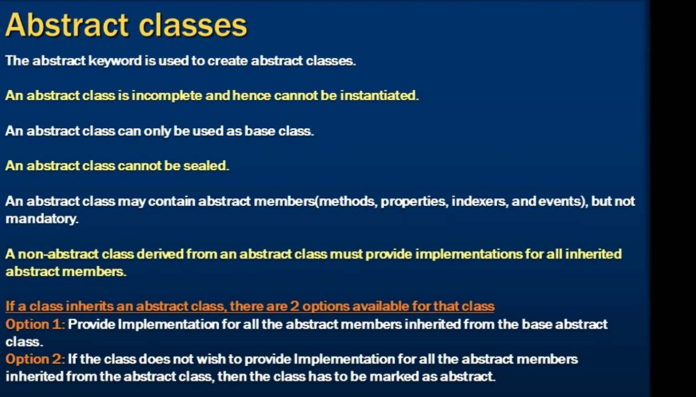 Abstract classes
The abstract keyword is used to create abstract classes.
An abstract class is incomplete and hence cannot be instantiated.
An abstract class can only be used as base class.
An abstract class cannot be sealed.
An abstract class may contain abstract members(methods, properties, indexers, and events), but not
mandatory.
A non-abstract class derived from an abstract class must provide implementations for all inherited
abstract members.
If a class inherits an abstract class, there are 2 options available for that class
Option 1: Provide Implementation for all the abstract members inherited from the base abstract
class.
Option 2: If the class does not wish to provide Implementation for all the abstract members
inherited from the abstract class, then the class has to be marked as abstract.